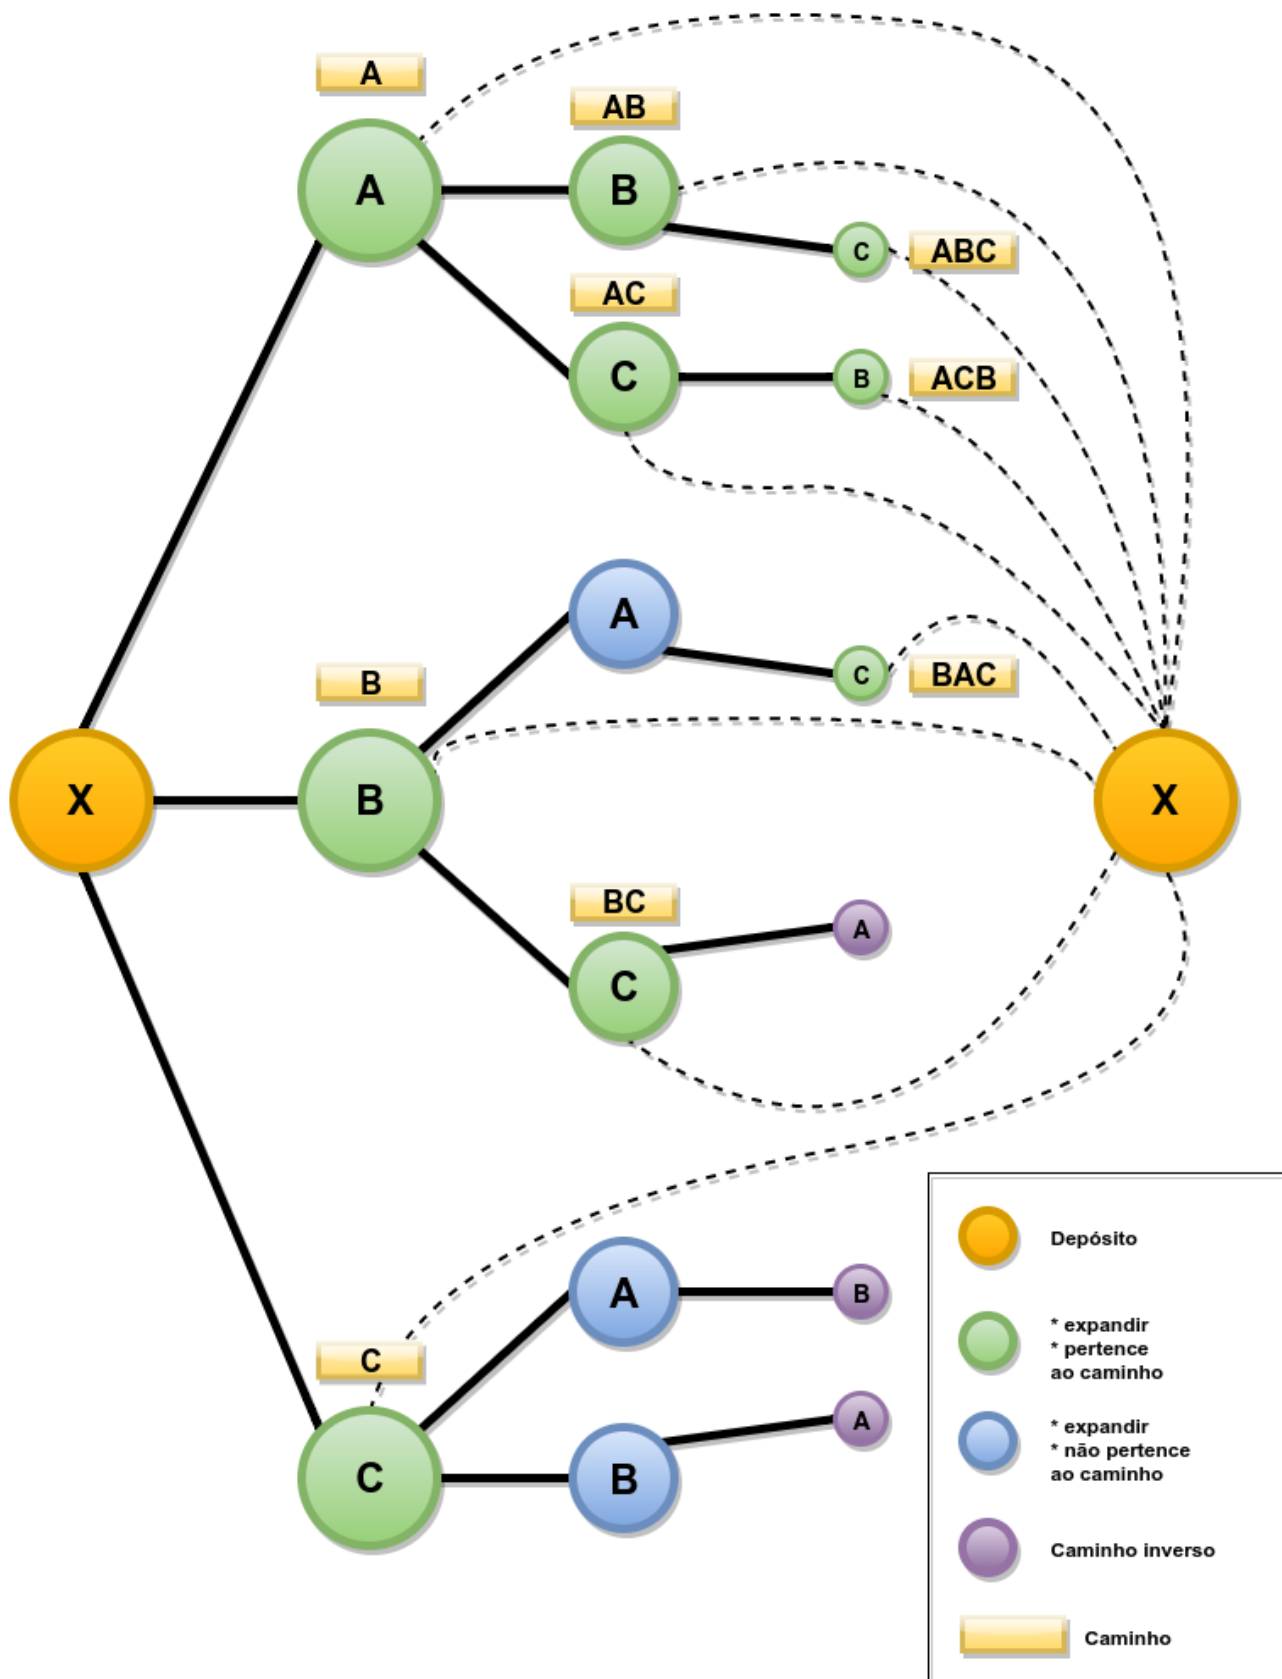 A
AB
A
B
C
ABC
AC
C
B
ACB
A
C
BAC
B
X
B
X
BC
A
C
A
B
C
C
B
A
Depósito
* expandir
* pertence
ao caminho
* expandir
* não pertence
ao caminho
Caminho inverso
Caminho